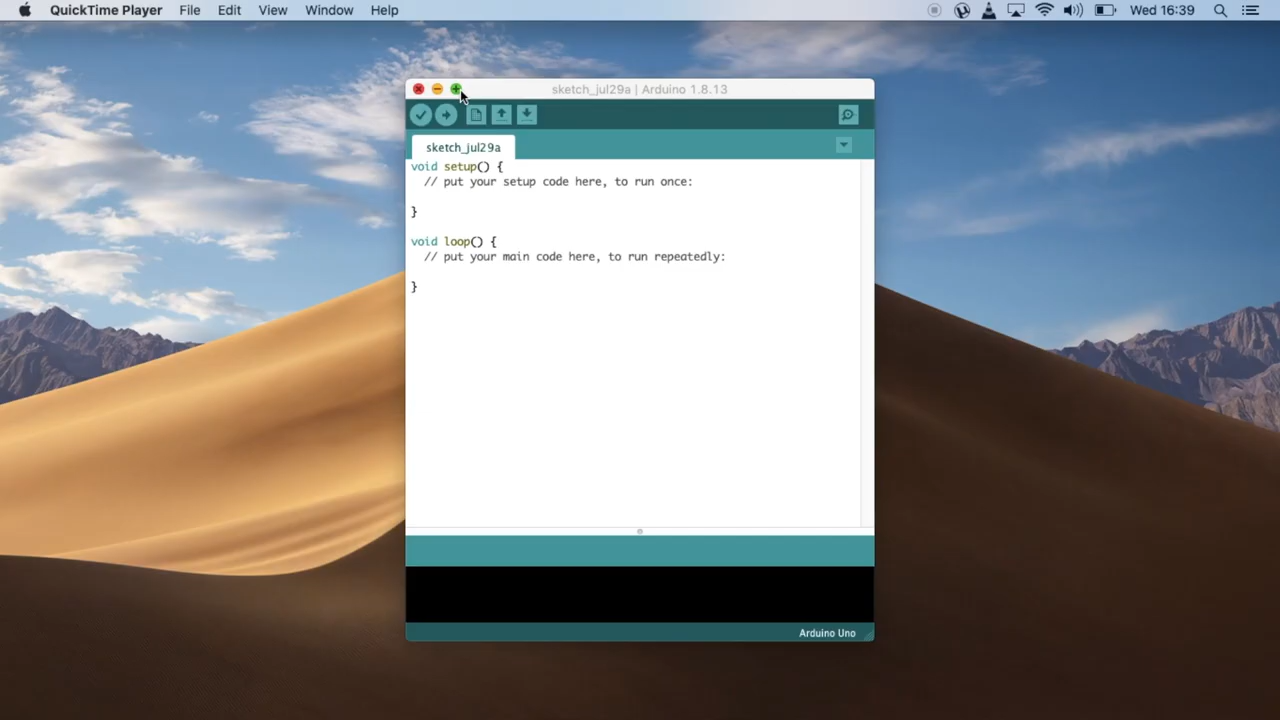 QuickTime Player File Edit View Window Help Wed 16:39
sketch_jul29a | Arduino 1.8.13
sketch_jul29a
void setup() {
// put your setup code here, to run once:
}
void loop() {
// put your main code here, to run repeatedly:
}
Arduino Uno